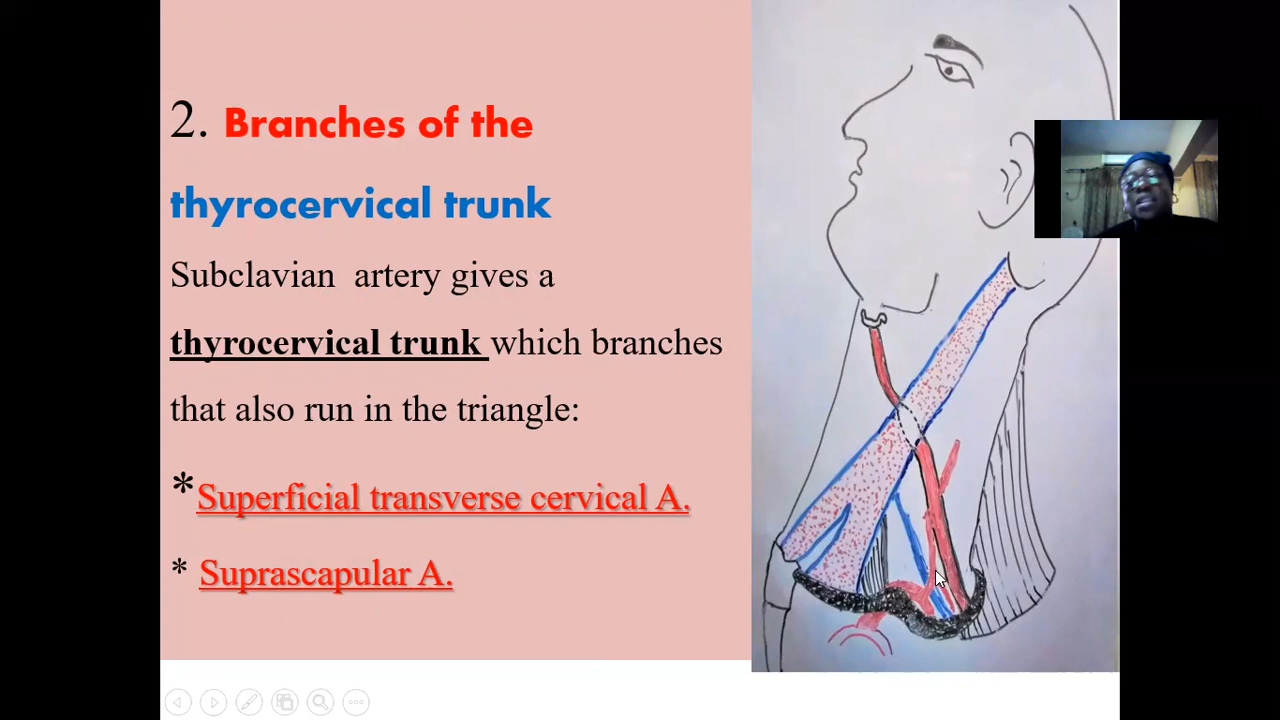 2. Branches of the
thyrocervical trunk
Subclavian artery gives a
thyrocervical trunk which branches
that also run in the triangle:
*Superficial transverse cervical A.
* Suprascapular A.